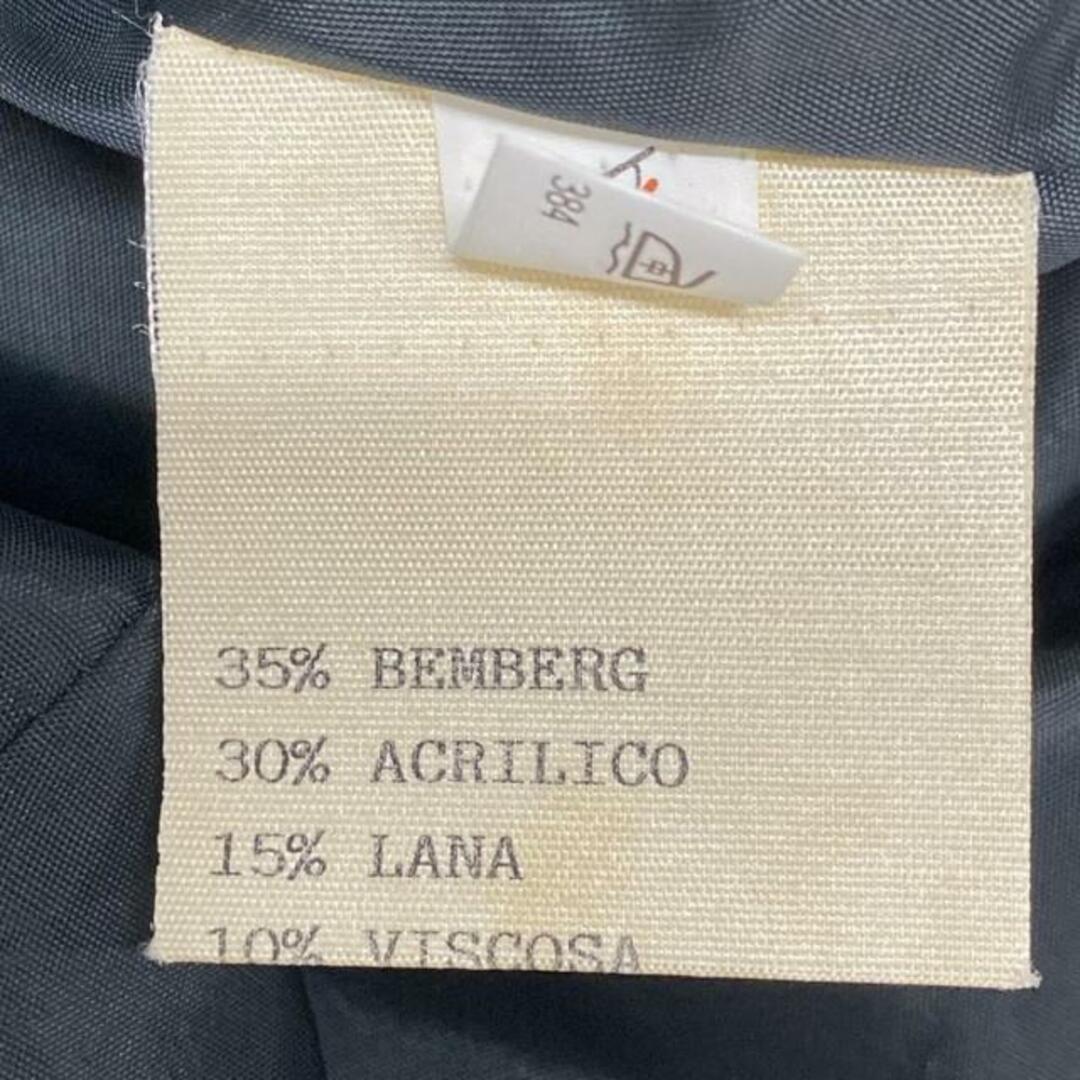 384
35% BEMBERG
30% ACRILICO
15% LANA
10% VISCOSA